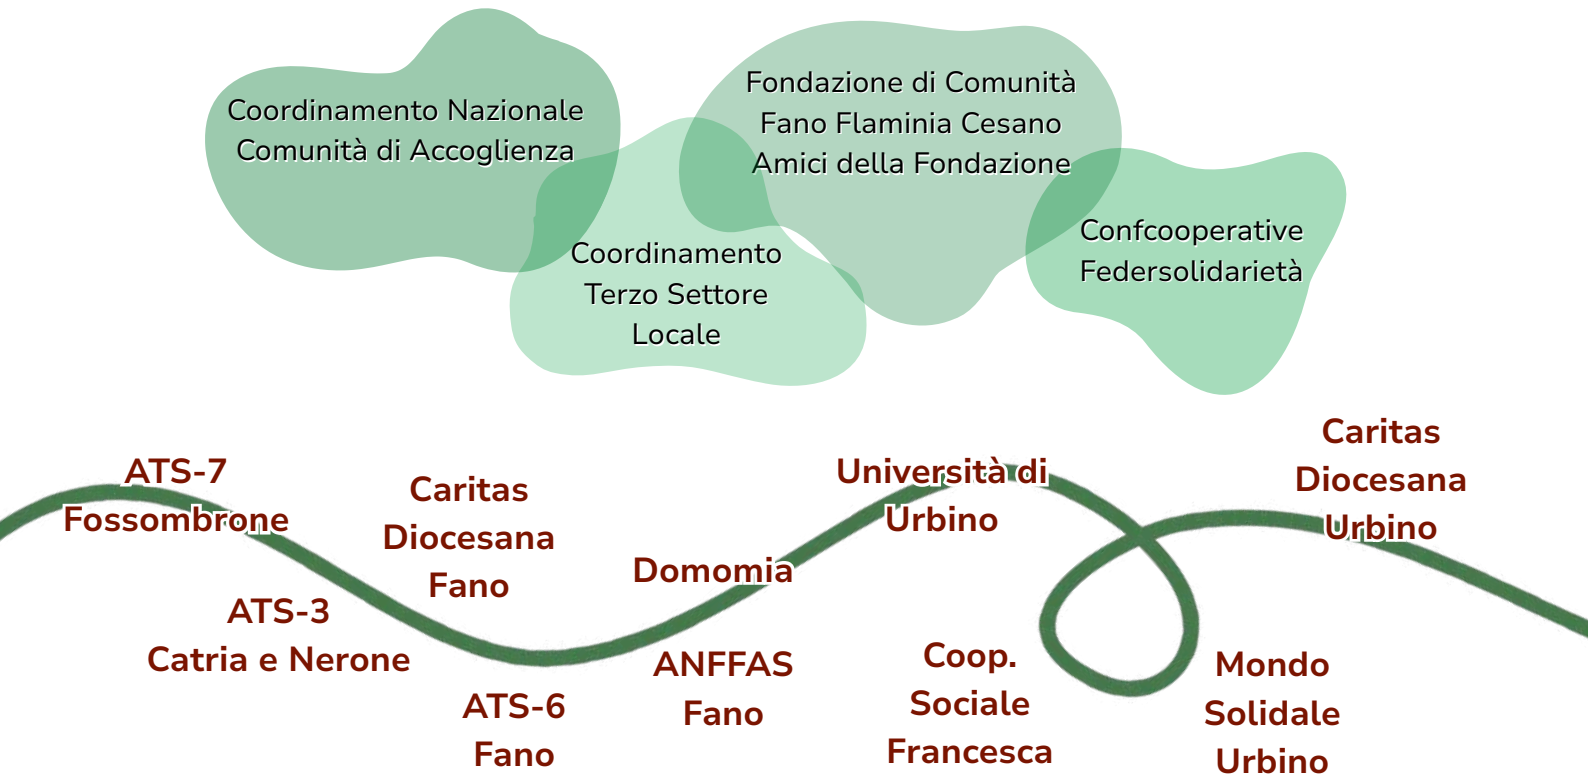 Coordinamento Nazionale
Comunità di Accoglienza
Fondazione di Comunità
Fano Flaminia Cesano
Amici della Fondazione
Coordinamento
Terzo Settore
Locale
Confcooperative
Federsolidarietà
ATS-7
Fossombrone
ATS-3
Catria e Nerone
Caritas
Diocesana
Fano
ATS-6
Fano
Domomia
ANFFAS
Fano
Università di
Urbino
Coop.
Sociale
Francesca
Mondo
Solidale
Urbino
Caritas
Diocesana
Urbino